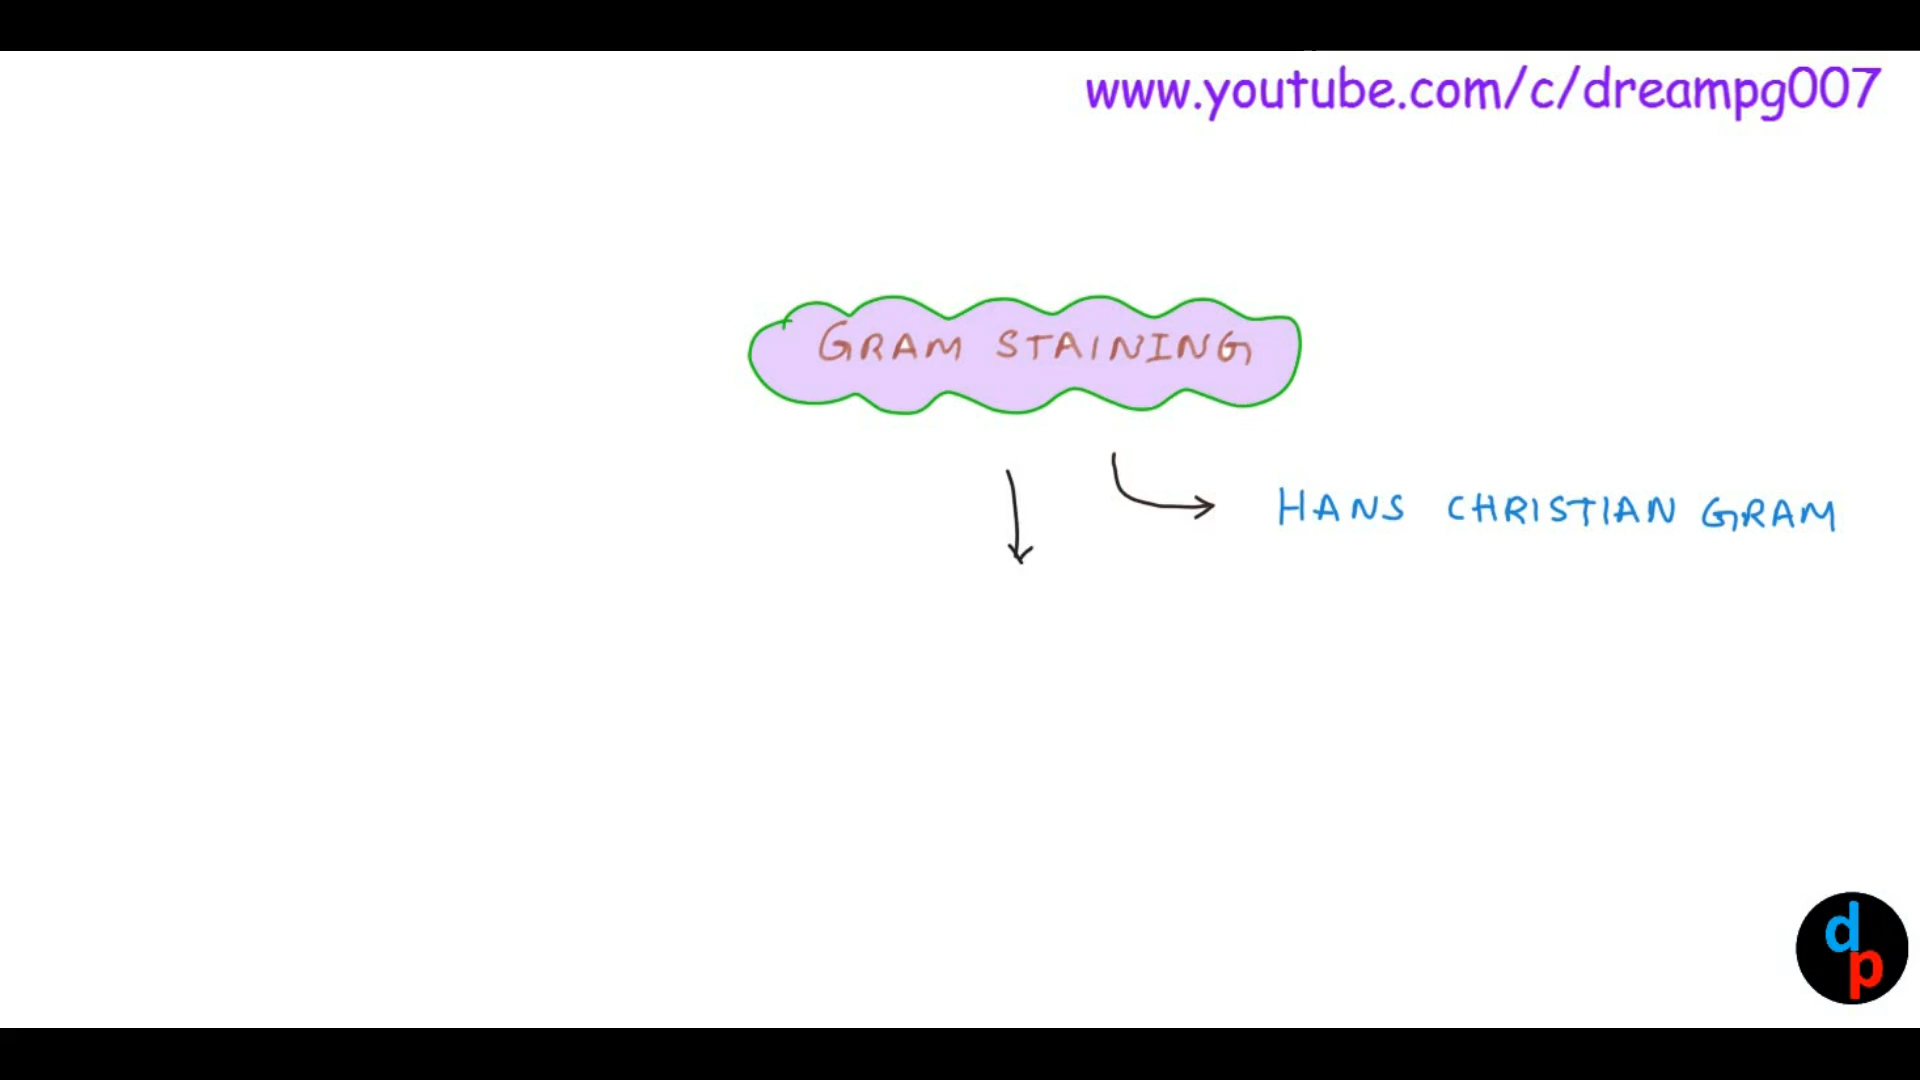 www.youtube.com/c/dreampg007
GRAM STAINING
HANS CHRISTIAN GRAM
dp